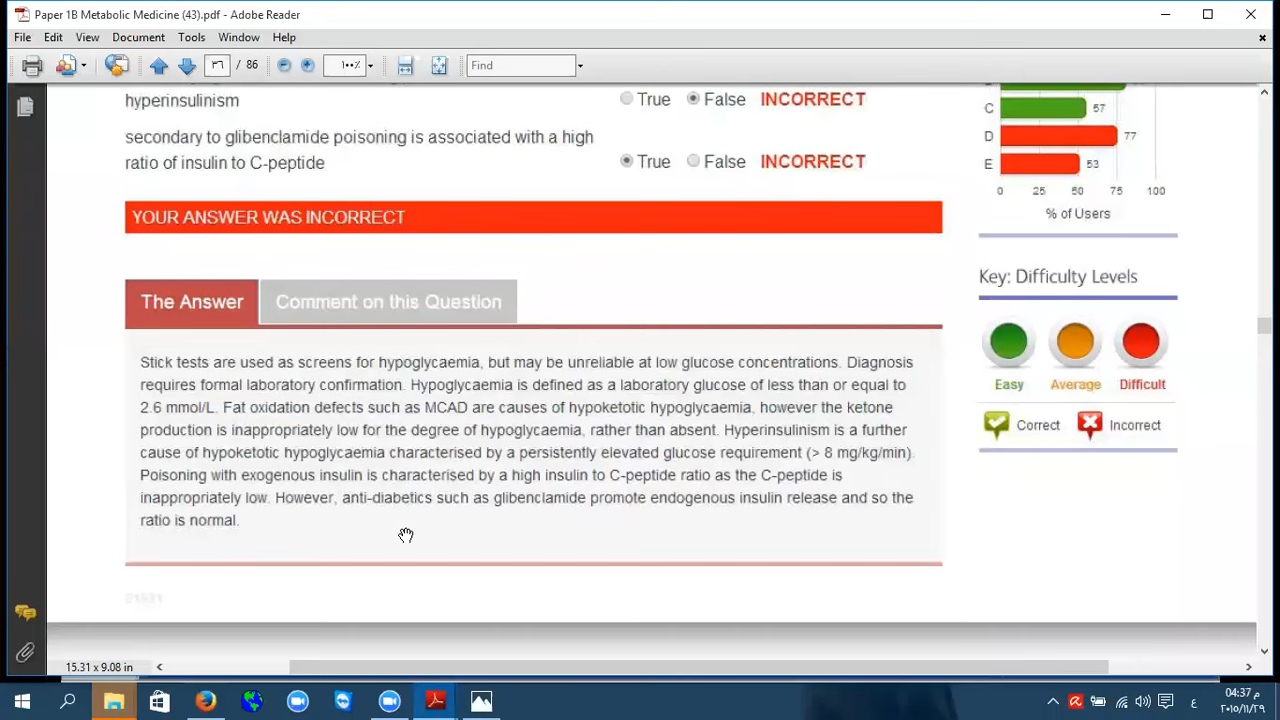 Paper 1B Metabolic Medicine (43).pdf - Adobe Reader
File Edit View Document Tools Window Help
٣٦ / 86 ١٠٠% Find
hyperinsulinism True False INCORRECT
secondary to glibenclamide poisoning is associated with a high
ratio of insulin to C-peptide True False INCORRECT
C 57
D 77
E 53
0 25 50 75 100
% of Users
YOUR ANSWER WAS INCORRECT
The Answer Comment on this Question
Key: Difficulty Levels
Easy Average Difficult
Correct Incorrect
Stick tests are used as screens for hypoglycaemia, but may be unreliable at low glucose concentrations. Diagnosis
requires formal laboratory confirmation. Hypoglycaemia is defined as a laboratory glucose of less than or equal to
2.6 mmol/L. Fat oxidation defects such as MCAD are causes of hypoketotic hypoglycaemia, however the ketone
production is inappropriately low for the degree of hypoglycaemia, rather than absent. Hyperinsulinism is a further
cause of hypoketotic hypoglycaemia characterised by a persistently elevated glucose requirement (> 8 mg/kg/min).
Poisoning with exogenous insulin is characterised by a high insulin to C-peptide ratio as the C-peptide is
inappropriately low. However, anti-diabetics such as glibenclamide promote endogenous insulin release and so the
ratio is normal.
15.31 x 9.08 in
ع
04:37 م
٢٠١٥/١١/٢٩